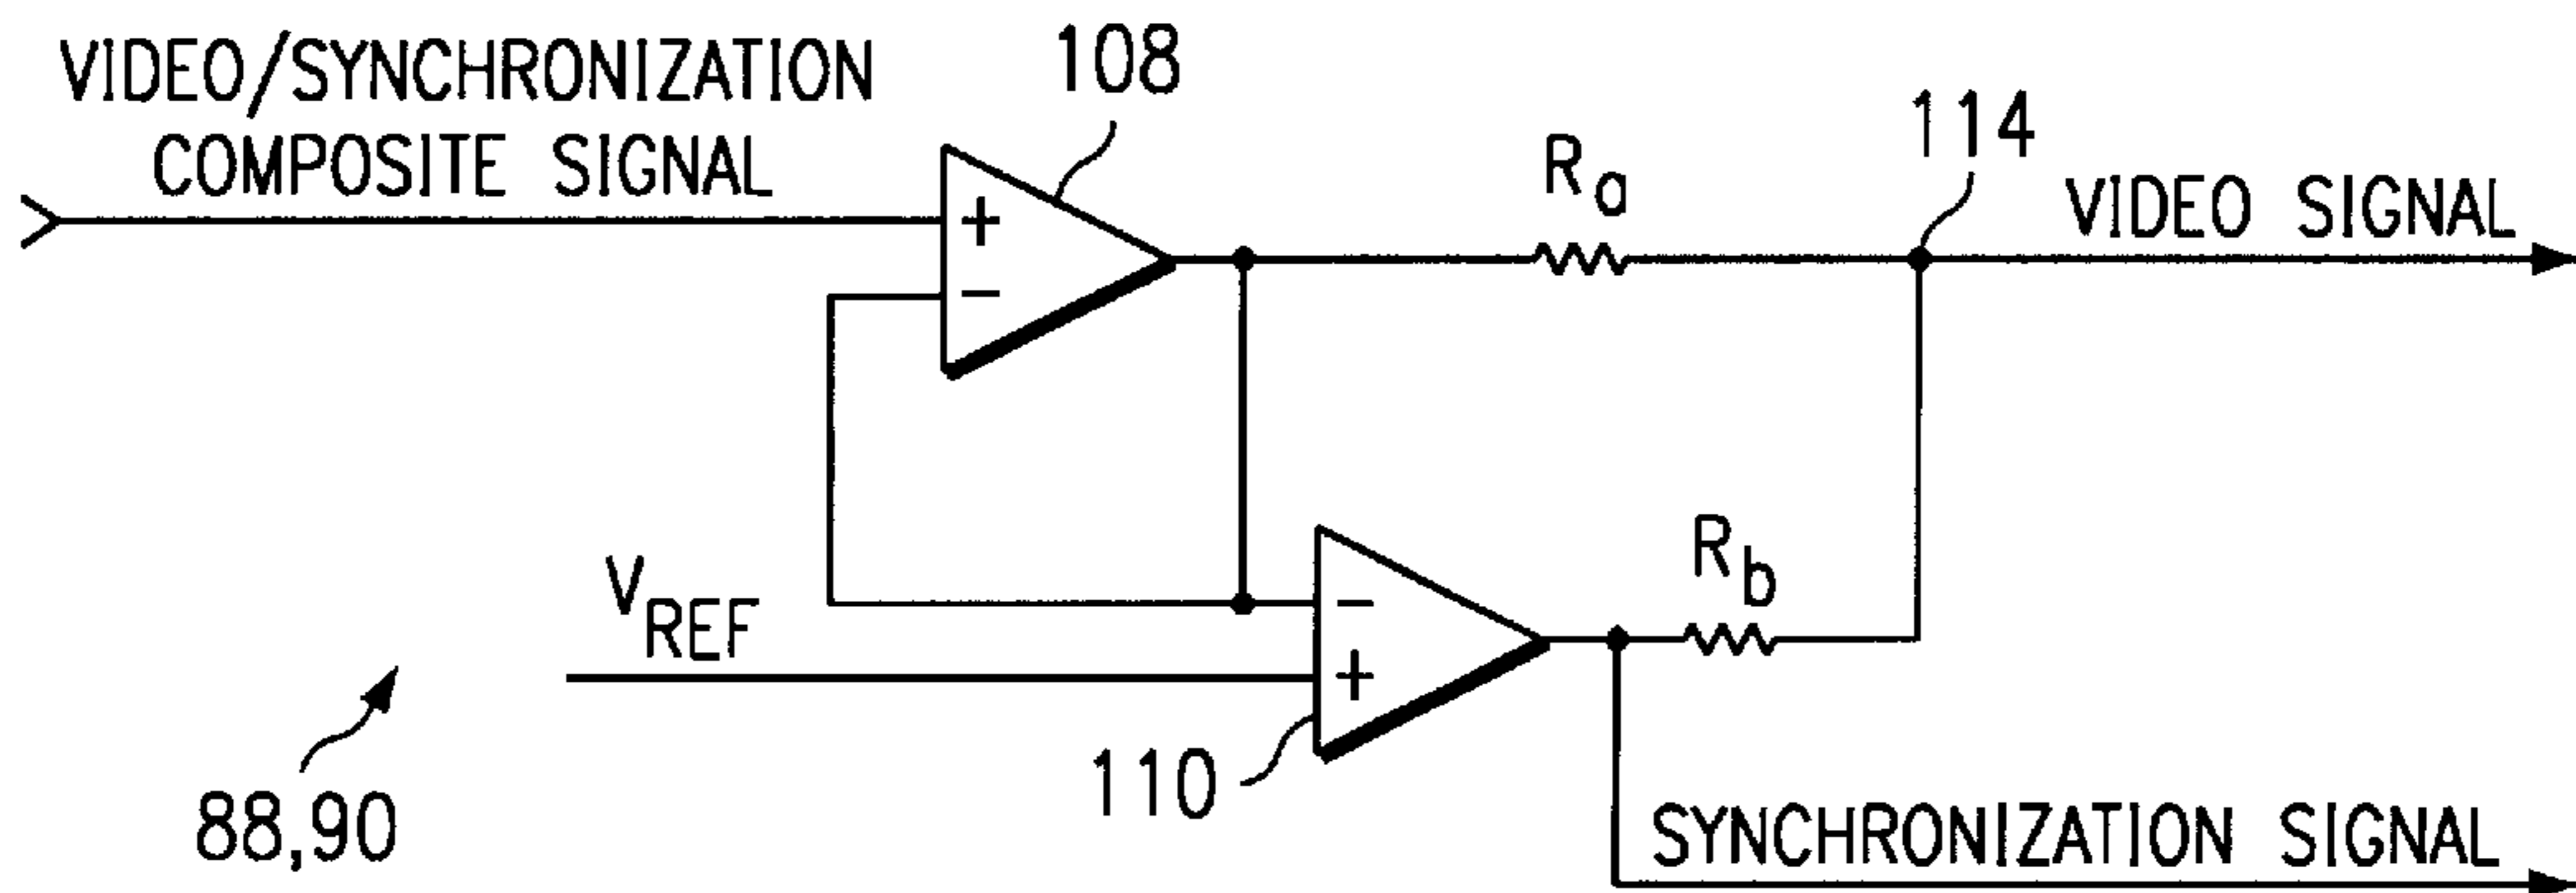 VIDEO/SYNCHRONIZATION
COMPOSITE SIGNAL
108
+
−
Ra
114
VIDEO SIGNAL
VREF
−
+
Rb
110
88,90
SYNCHRONIZATION SIGNAL